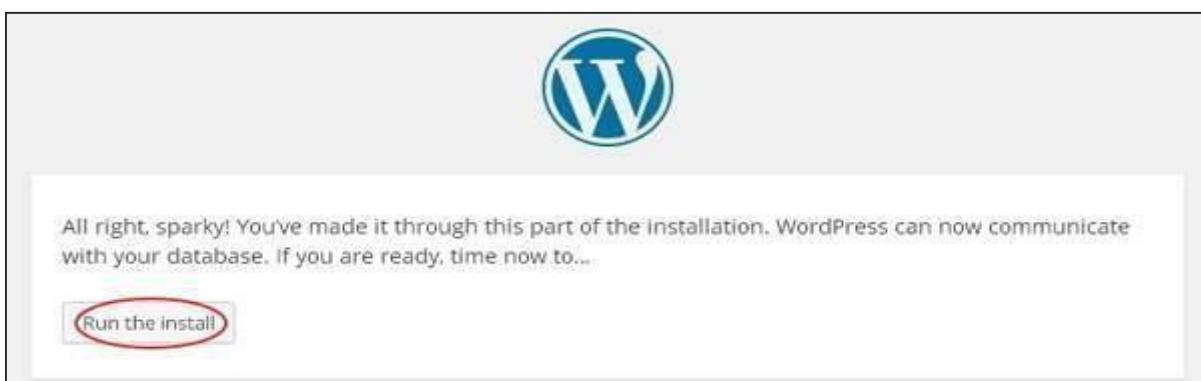 All right, sparky! You've made it through this part of the installation. WordPress can now communicate
with your database. If you are ready, time now to...
Run the install